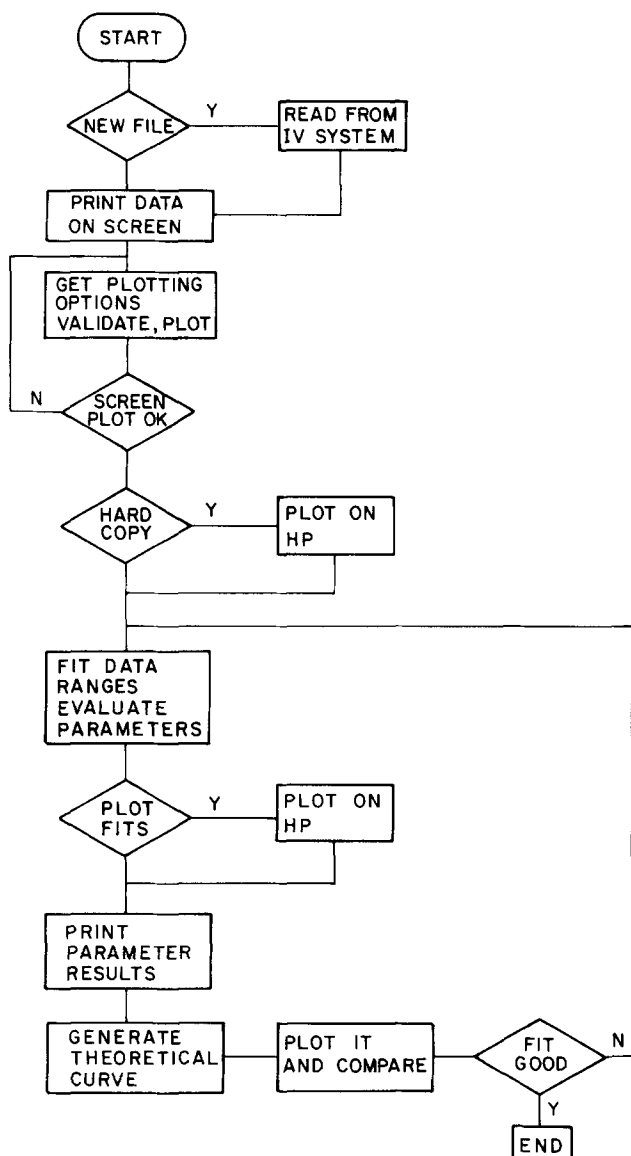 START
NEW FILE
Y
READ FROM
IV SYSTEM
PRINT DATA
ON SCREEN
GET PLOTTING
OPTIONS
VALIDATE, PLOT
N
SCREEN
PLOT OK
HARD
COPY
Y
PLOT ON
HP
FIT DATA
RANGES
EVALUATE
PARAMETERS
PLOT
FITS
Y
PLOT ON
HP
PRINT
PARAMETER
RESULTS
GENERATE
THEORETICAL
CURVE
PLOT IT
AND COMPARE
FIT
GOOD
N
Y
END